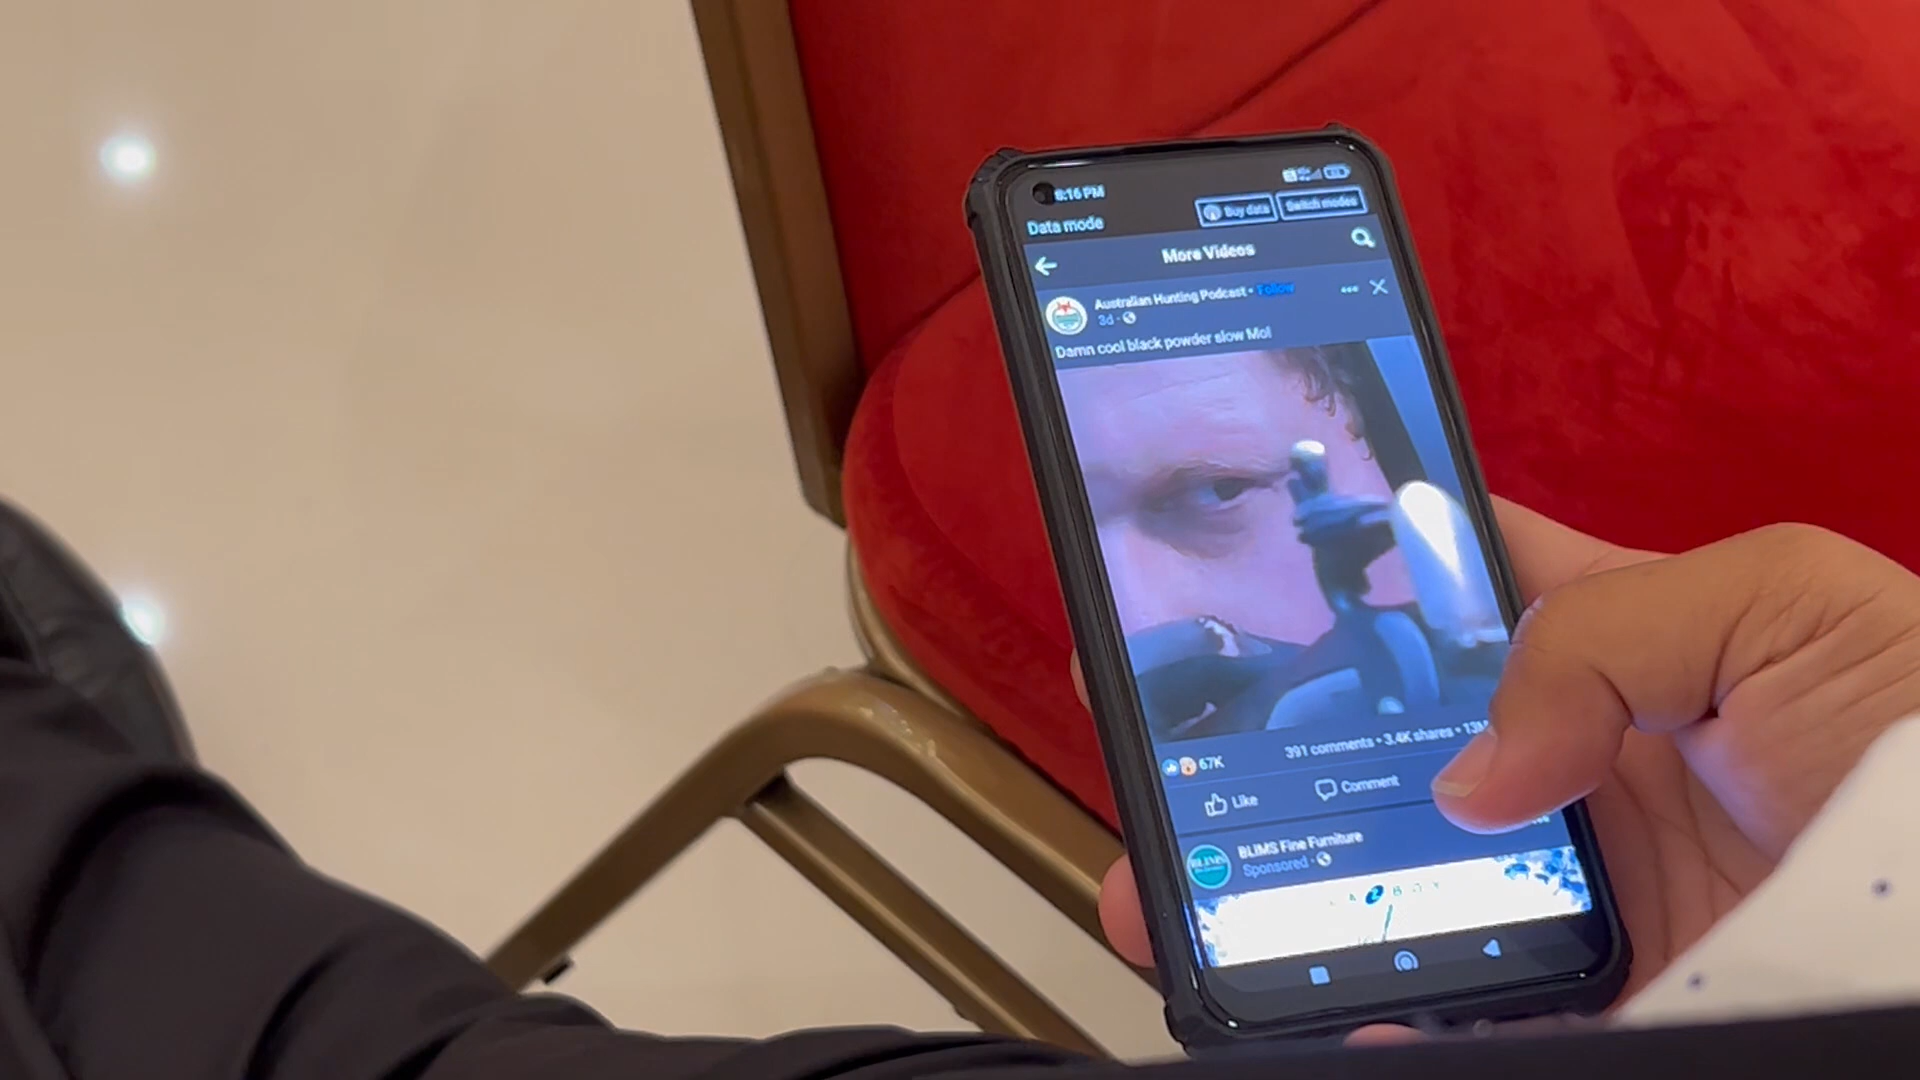 8:16 PM
Data mode
Buy data
Switch modes
More Videos
Australian Hunting Podcast • Follow
3d ·
Damn cool black powder slow Mo!
67K
391 comments • 3.4K shares • 13M
Like
Comment
BLIMS Fine Furniture
Sponsored ·
BLIMS